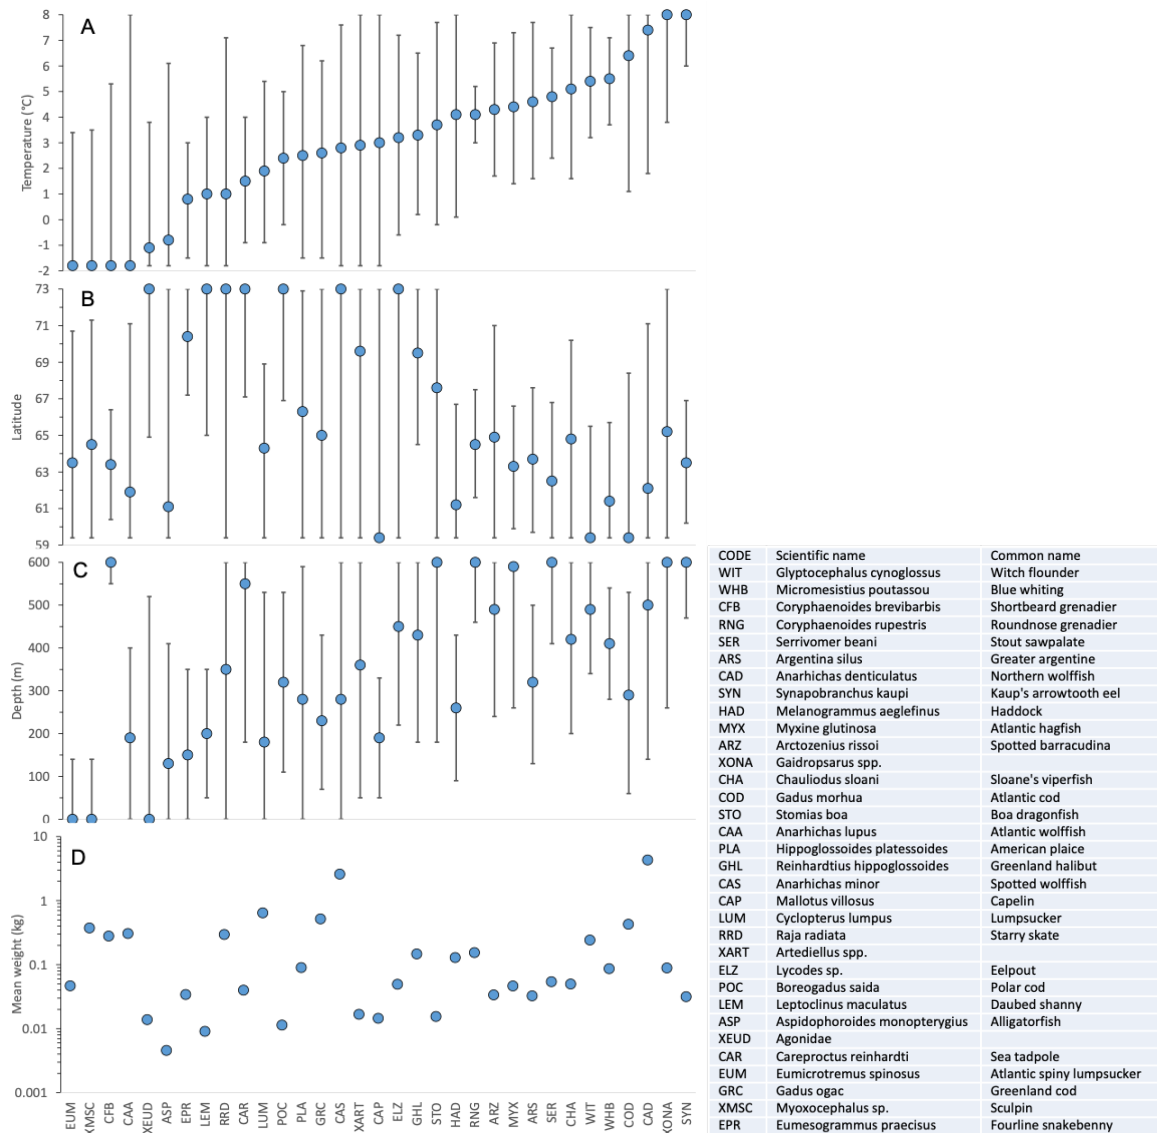 A
8
7
6
5
4
3
2
1
0
-1
-2
Temperature (°C)
B
73
71
69
67
65
63
61
59
Latitude
C
600
500
400
300
200
100
0
Depth (m)
D
10
1
0.1
0.01
0.001
Mean weight (kg)
EUM XMSC CFB CAA XEUD ASP EPR LEM RRD CAR LUM POC PLA GRC CAS XART CAP ELZ GHL STO HAD RNG ARZ MYX ARS SER CHA WIT WHB COD CAD XONA SYN
CODE Scientific name Common name
WIT Glyptocephalus cynoglossus Witch flounder
WHB Micromesistius poutassou Blue whiting
CFB Coryphaenoides brevibarbis Shortbeard grenadier
RNG Coryphaenoides rupestris Roundnose grenadier
SER Serrivomer beani Stout sawpalate
ARS Argentina silus Greater argentine
CAD Anarhichas denticulatus Northern wolffish
SYN Synapobranchus kaupi Kaup's arrowtooth eel
HAD Melanogrammus aeglefinus Haddock
MYX Myxine glutinosa Atlantic hagfish
ARZ Arctozenius rissoi Spotted barracudina
XONA Gaidropsarus spp.
CHA Chauliodus sloani Sloane's viperfish
COD Gadus morhua Atlantic cod
STO Stomias boa Boa dragonfish
CAA Anarhichas lupus Atlantic wolffish
PLA Hippoglossoides platessoides American plaice
GHL Reinhardtius hippoglossoides Greenland halibut
CAS Anarhichas minor Spotted wolffish
CAP Mallotus villosus Capelin
LUM Cyclopterus lumpus Lumpsucker
RRD Raja radiata Starry skate
XART Artediellus spp.
ELZ Lycodes sp. Eelpout
POC Boreogadus saida Polar cod
LEM Leptoclinus maculatus Daubed shanny
ASP Aspidophoroides monopterygius Alligatorfish
XEUD Agonidae
CAR Careproctus reinhardti Sea tadpole
EUM Eumicrotremus spinosus Atlantic spiny lumpsucker
GRC Gadus ogac Greenland cod
XMSC Myoxocephalus sp. Sculpin
EPR Eumesogrammus praecisus Fourline snakebenny